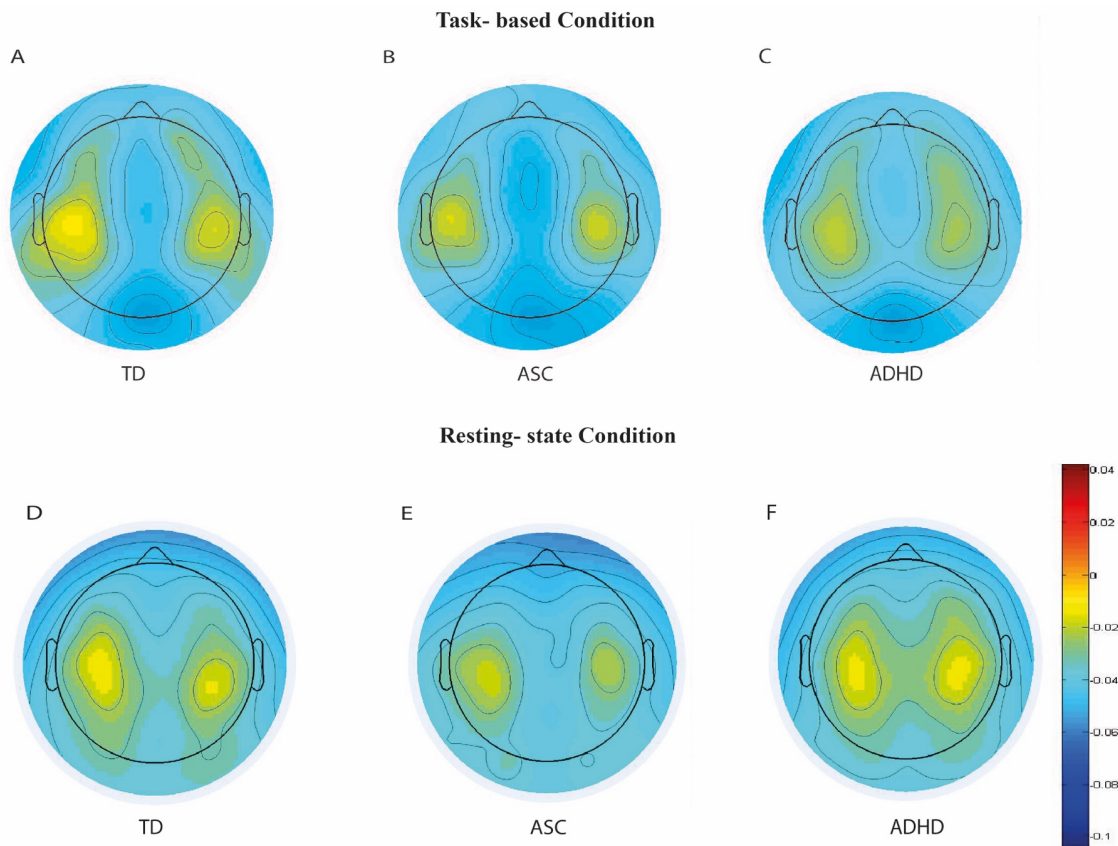 Task- based Condition
A
B
C
TD
ASC
ADHD
Resting- state Condition
D
E
F
0.04
0.02
0
-0.02
-0.04
-0.06
-0.08
-0.1
TD
ASC
ADHD